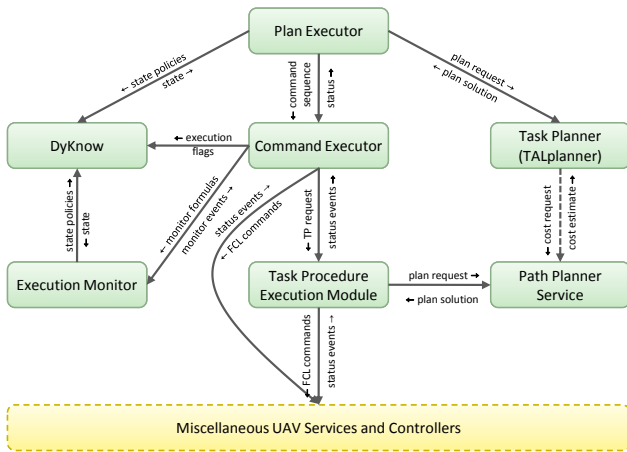 Plan Executor
← state policies
state →
← command
sequence
status →
plan request →
← plan solution
DyKnow
← execution
flags
Command Executor
Task Planner
(TALplanner)
state policies →
← state
← monitor formulas
monitor events →
status events →
← FCL commands
← TP request
status events →
← cost request
cost estimate →
Execution Monitor
Task Procedure
Execution Module
plan request →
← plan solution
Path Planner
Service
← FCL commands
status events →
Miscellaneous UAV Services and Controllers